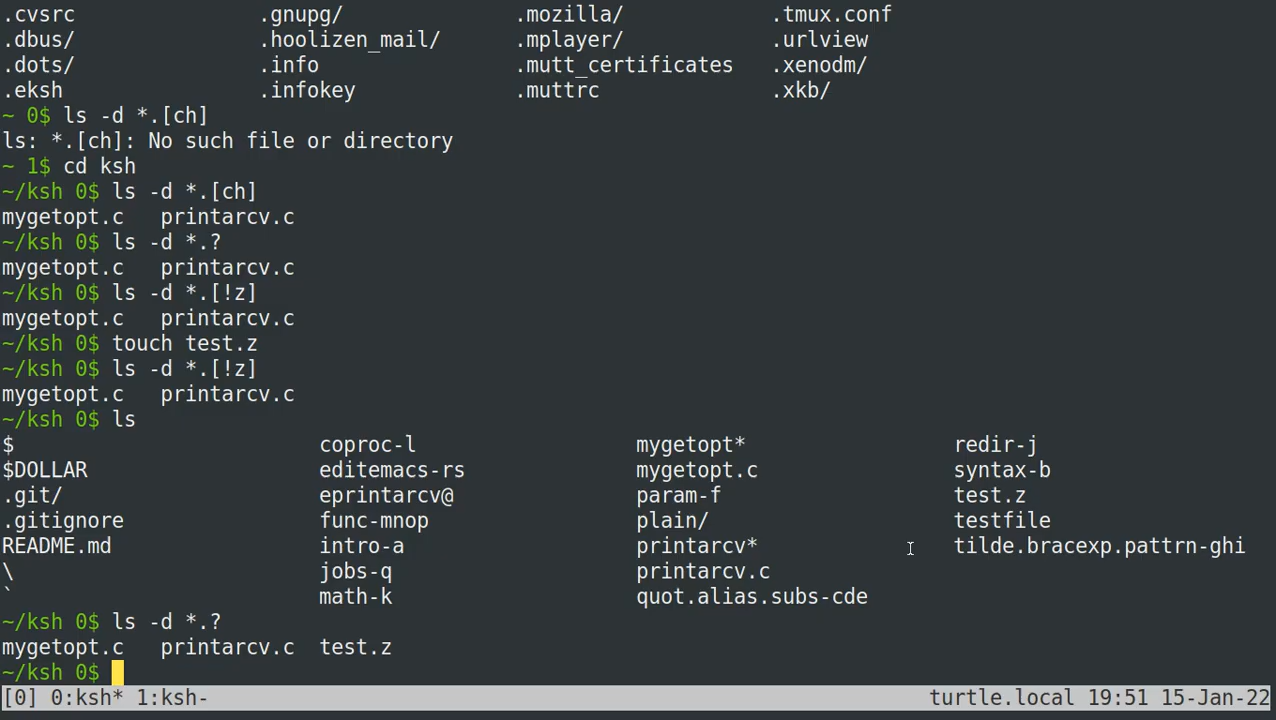 .cvsrc .gnupg/ .mozilla/ .tmux.conf
.dbus/ .hoolizen_mail/ .mplayer/ .urlview
.dots/ .info .mutt_certificates .xenodm/
.eksh .infokey .muttrc .xkb/
~ 0$ ls -d *.[ch]
ls: *.[ch]: No such file or directory
~ 1$ cd ksh
~/ksh 0$ ls -d *.[ch]
mygetopt.c printarcv.c
~/ksh 0$ ls -d *.?
mygetopt.c printarcv.c
~/ksh 0$ ls -d *.[!z]
mygetopt.c printarcv.c
~/ksh 0$ touch test.z
~/ksh 0$ ls -d *.[!z]
mygetopt.c printarcv.c
~/ksh 0$ ls
$ coproc-l mygetopt* redir-j
$DOLLAR editemacs-rs mygetopt.c syntax-b
.git/ eprintarcv@ param-f test.z
.gitignore func-mnop plain/ testfile
README.md intro-a printarcv* tilde.bracexp.pattrn-ghi
\ jobs-q printarcv.c
` math-k quot.alias.subs-cde
~/ksh 0$ ls -d *.?
mygetopt.c printarcv.c test.z
~/ksh 0$
[0] 0:ksh* 1:ksh- turtle.local 19:51 15-Jan-22